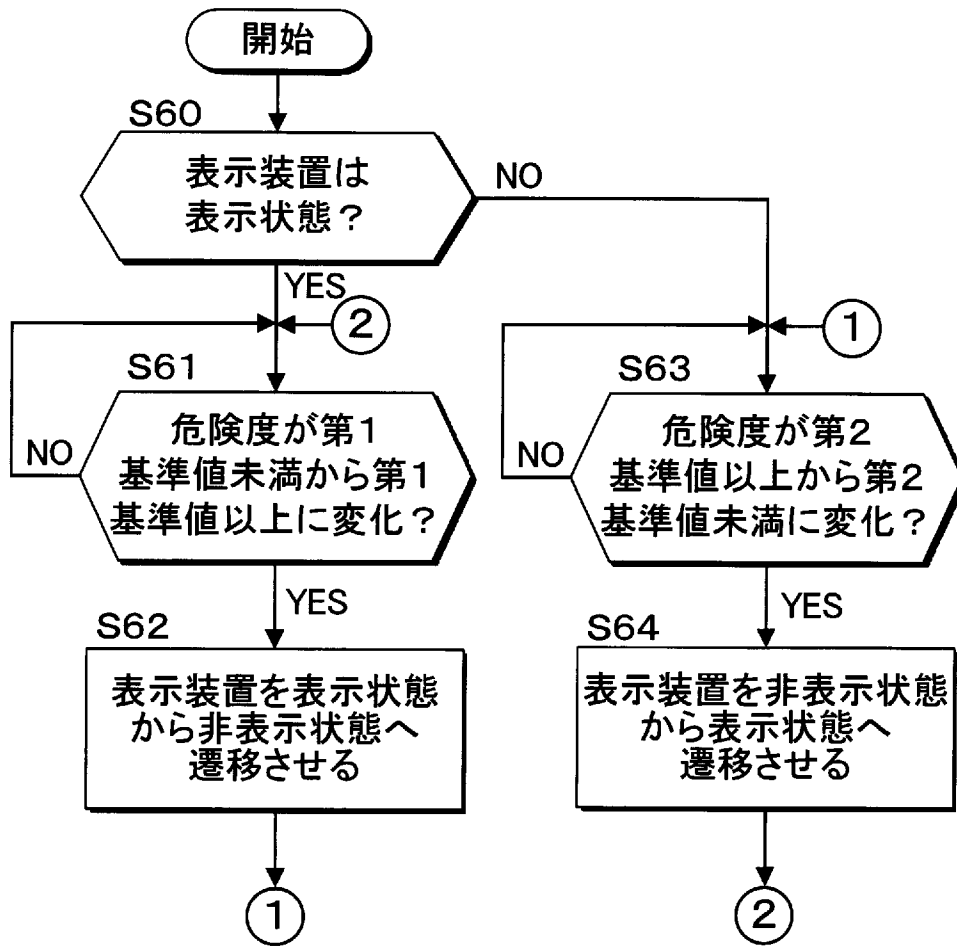 開始
S60
表示装置は
表示状態？
NO
YES
②
①
S61
危険度が第1
基準値未満から第1
基準値以上に変化？
NO
S63
危険度が第2
基準値以上から第2
基準値未満に変化？
NO
YES
YES
S62
表示装置を表示状態
から非表示状態へ
遷移させる
S64
表示装置を非表示状態
から表示状態へ
遷移させる
①
②